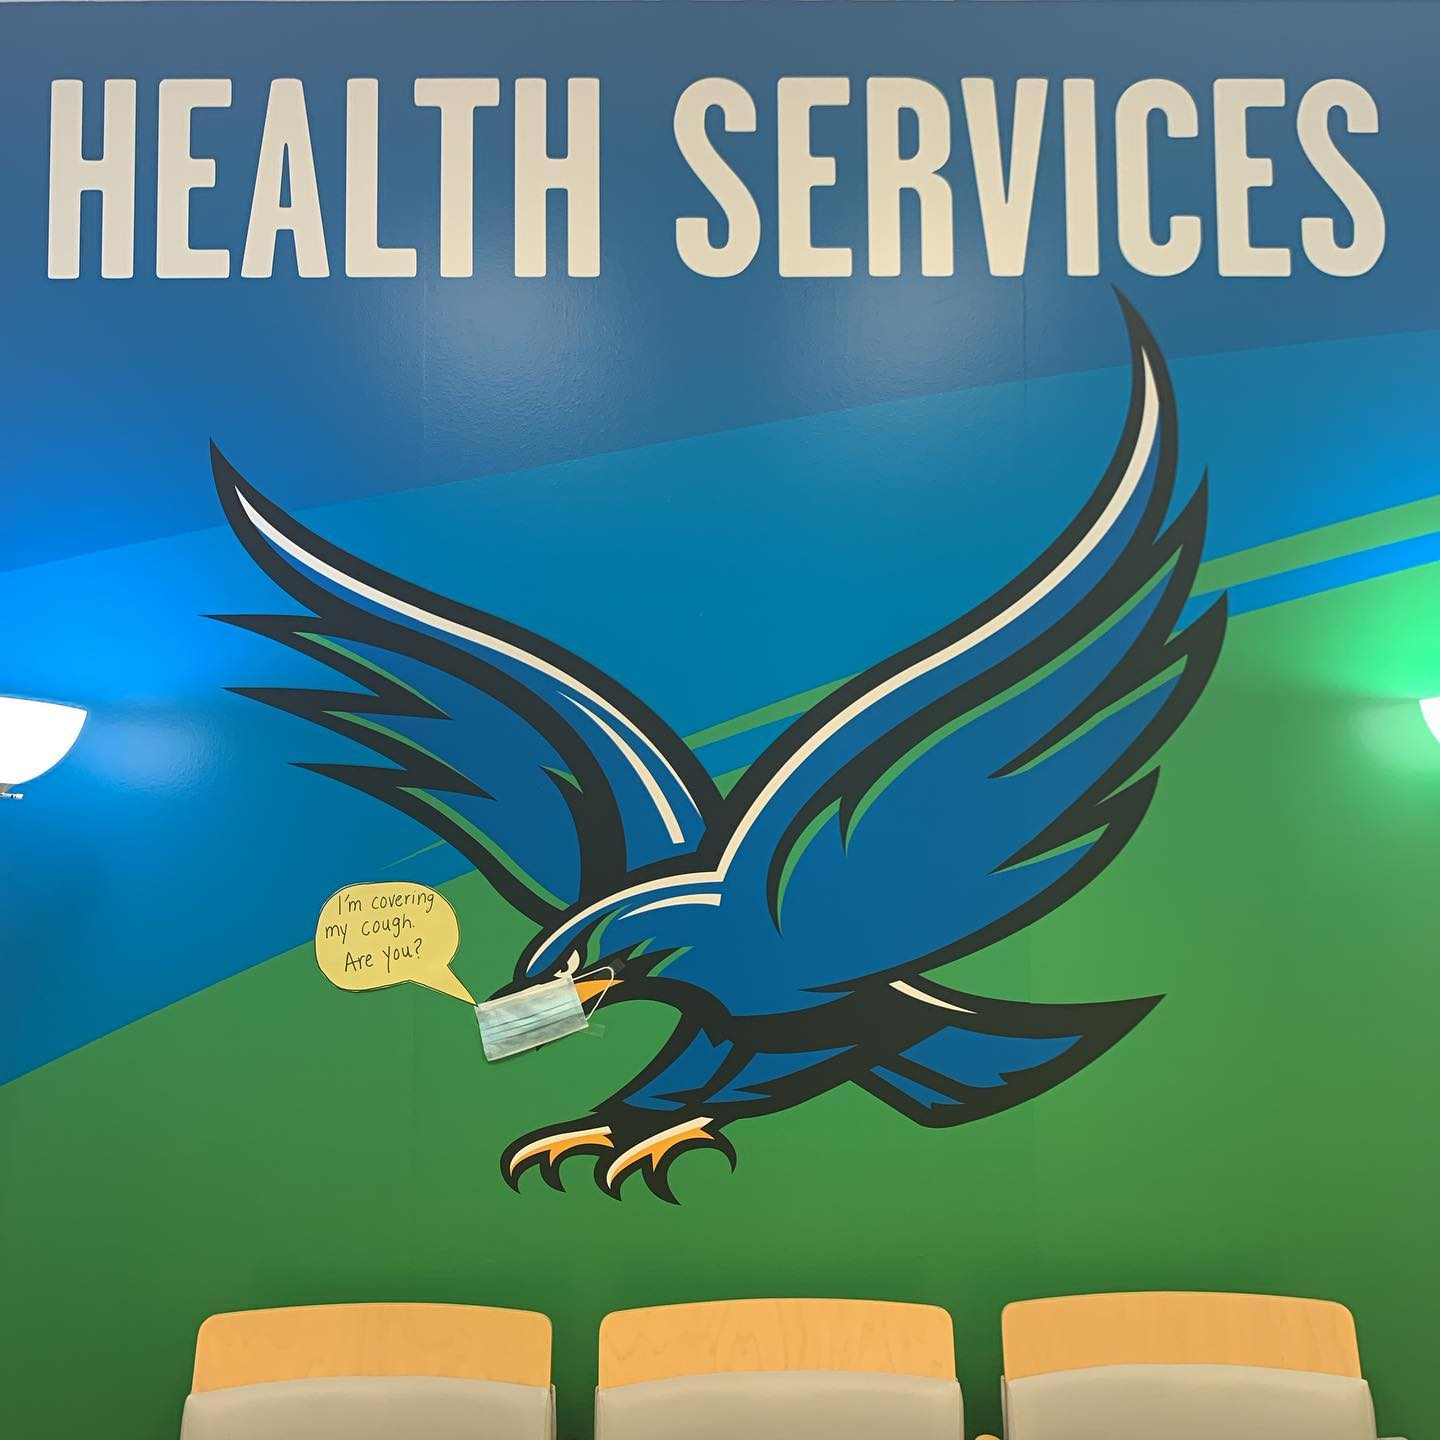 HEALTH SERVICES
I'm covering
my cough.
Are you?